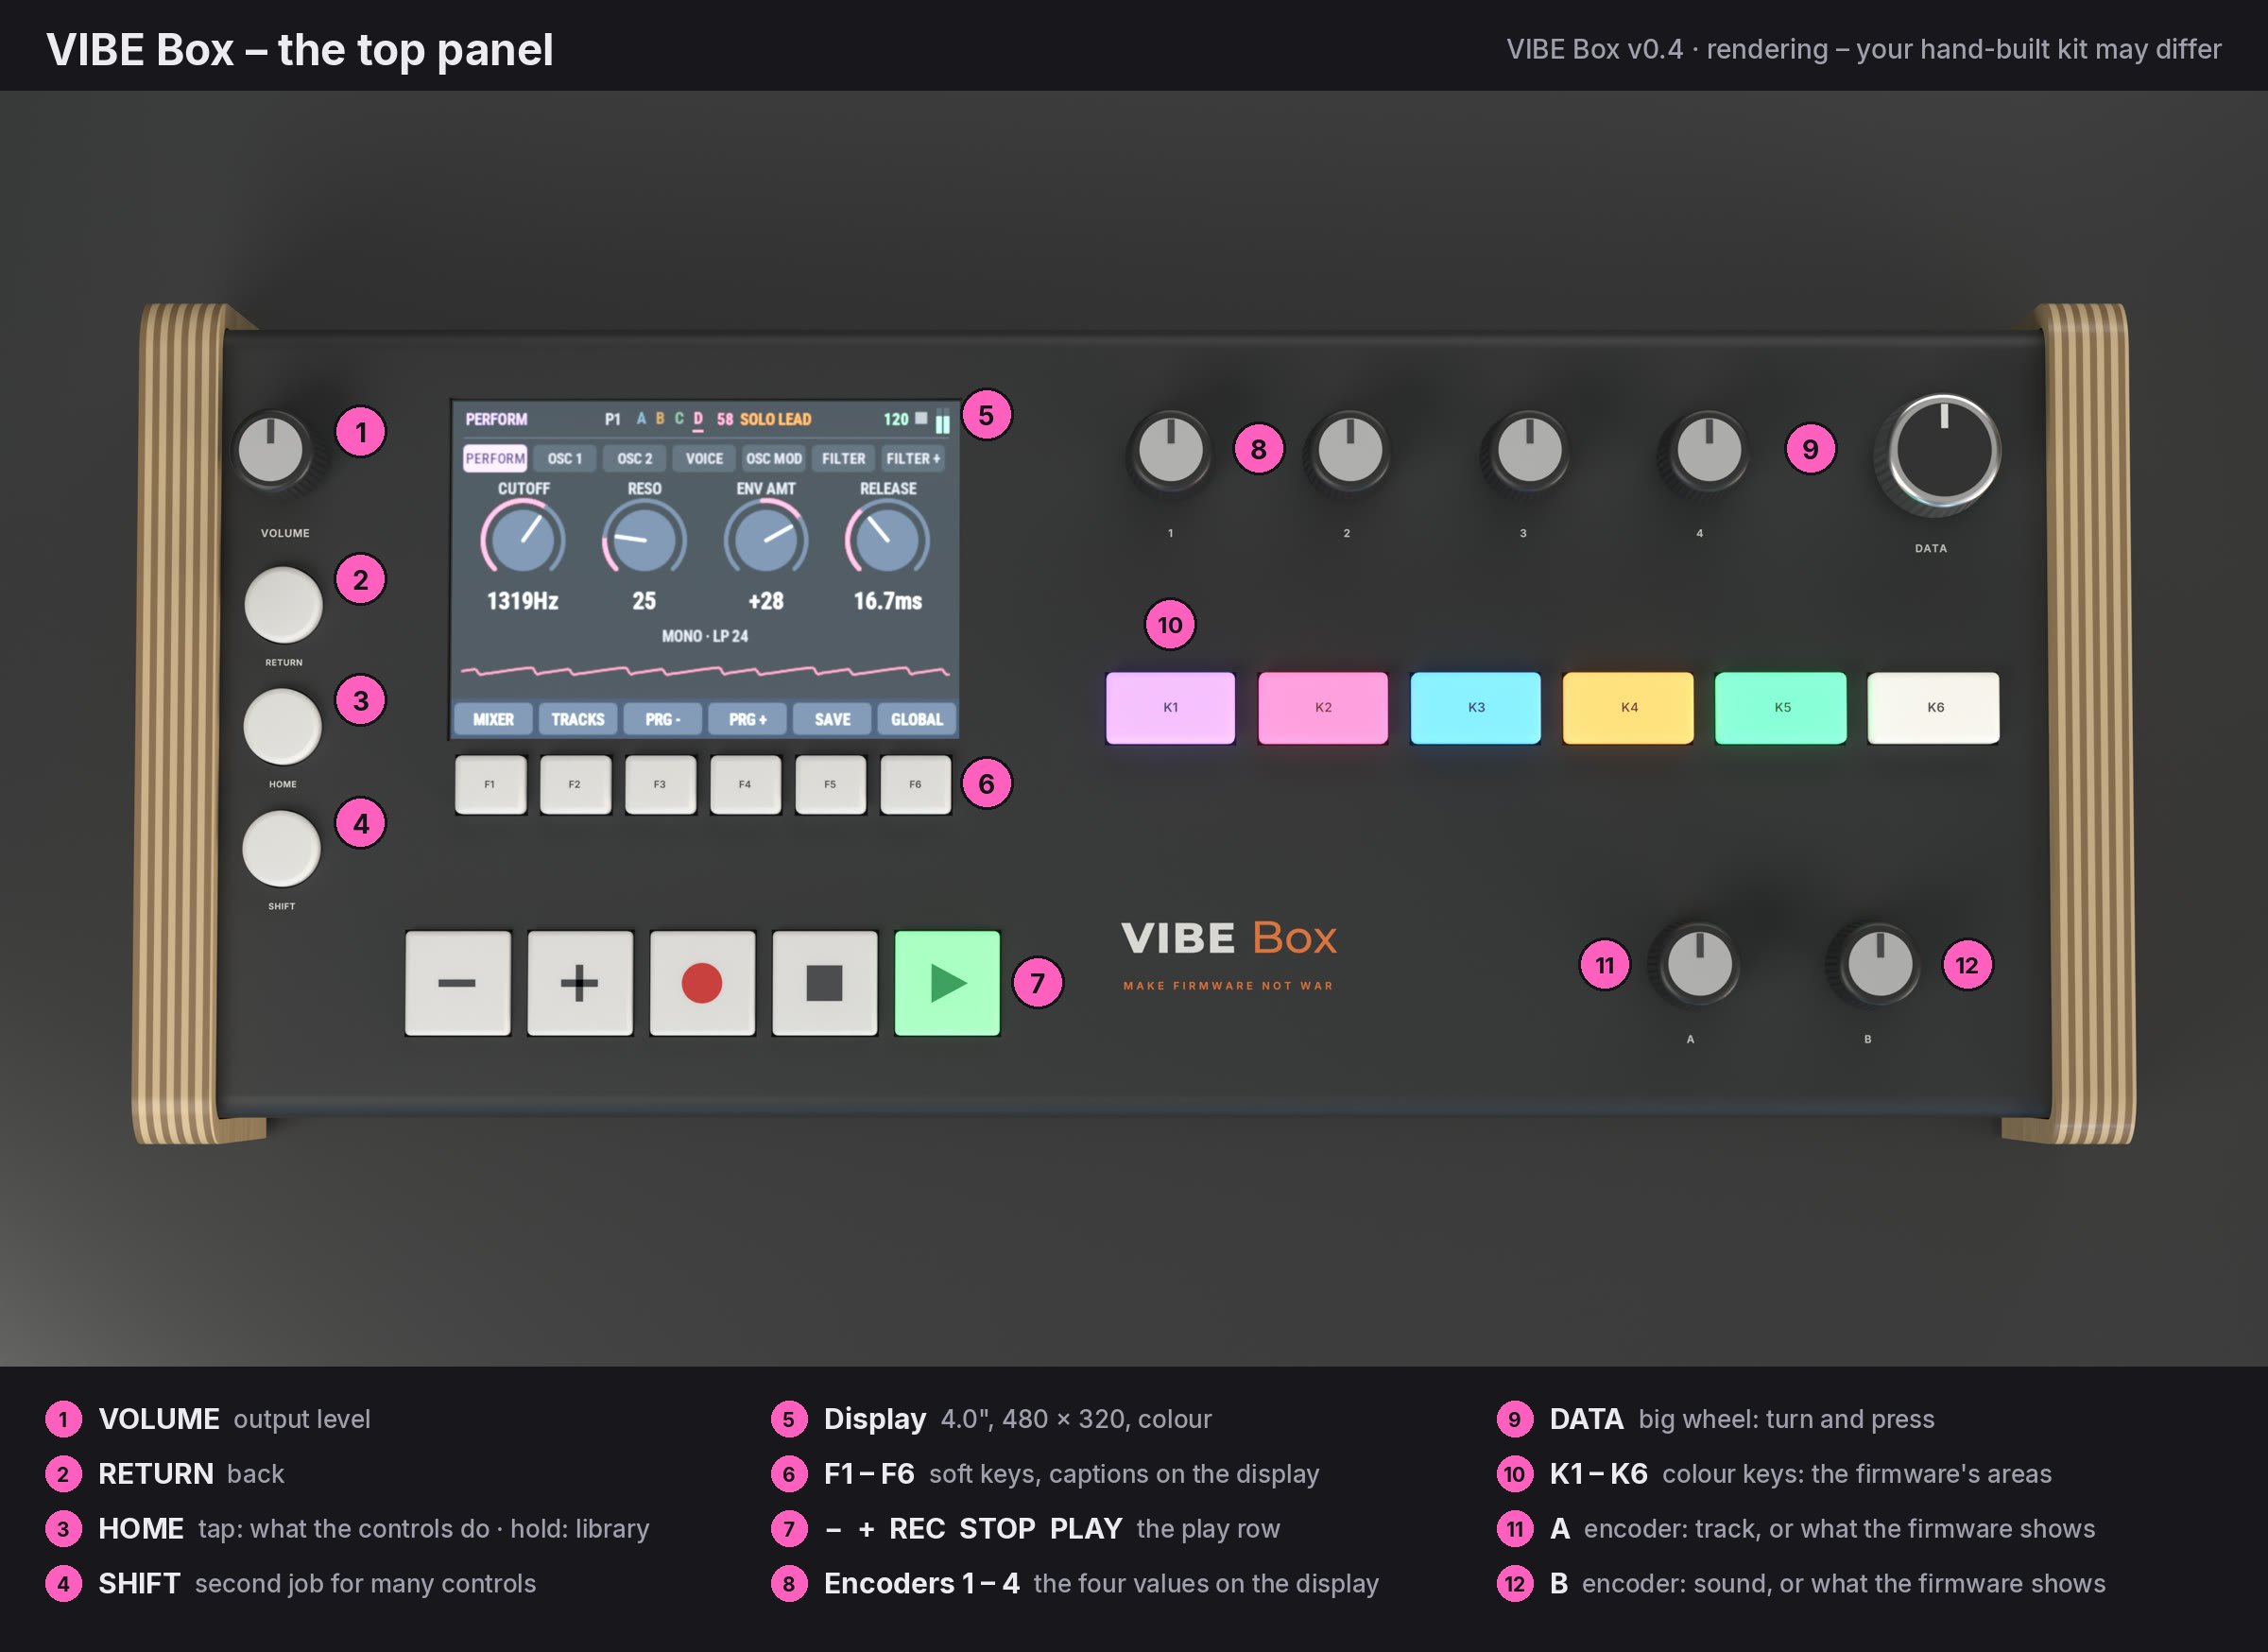 VIBE Box – the top panel
VIBE Box v0.4 · rendering – your hand-built kit may differ
PERFORM P1 A B C D 58 SOLO LEAD 120
PERFORM OSC 1 OSC 2 VOICE OSC MOD FILTER FILTER +
CUTOFF RESO ENV AMT RELEASE
1319Hz 25 +28 16.7ms
MONO · LP 24
MIXER TRACKS PRG - PRG + SAVE GLOBAL
F1 F2 F3 F4 F5 F6
VOLUME
RETURN
HOME
SHIFT
1
2
3
4
5
6
7
8
9
10
11
12
1 2 3 4
DATA
K1 K2 K3 K4 K5 K6
VIBE Box
MAKE FIRMWARE NOT WAR
A B
1 VOLUME output level
2 RETURN back
3 HOME tap: what the controls do · hold: library
4 SHIFT second job for many controls
5 Display 4.0", 480 × 320, colour
6 F1 – F6 soft keys, captions on the display
7 – + REC STOP PLAY the play row
8 Encoders 1 – 4 the four values on the display
9 DATA big wheel: turn and press
10 K1 – K6 colour keys: the firmware's areas
11 A encoder: track, or what the firmware shows
12 B encoder: sound, or what the firmware shows